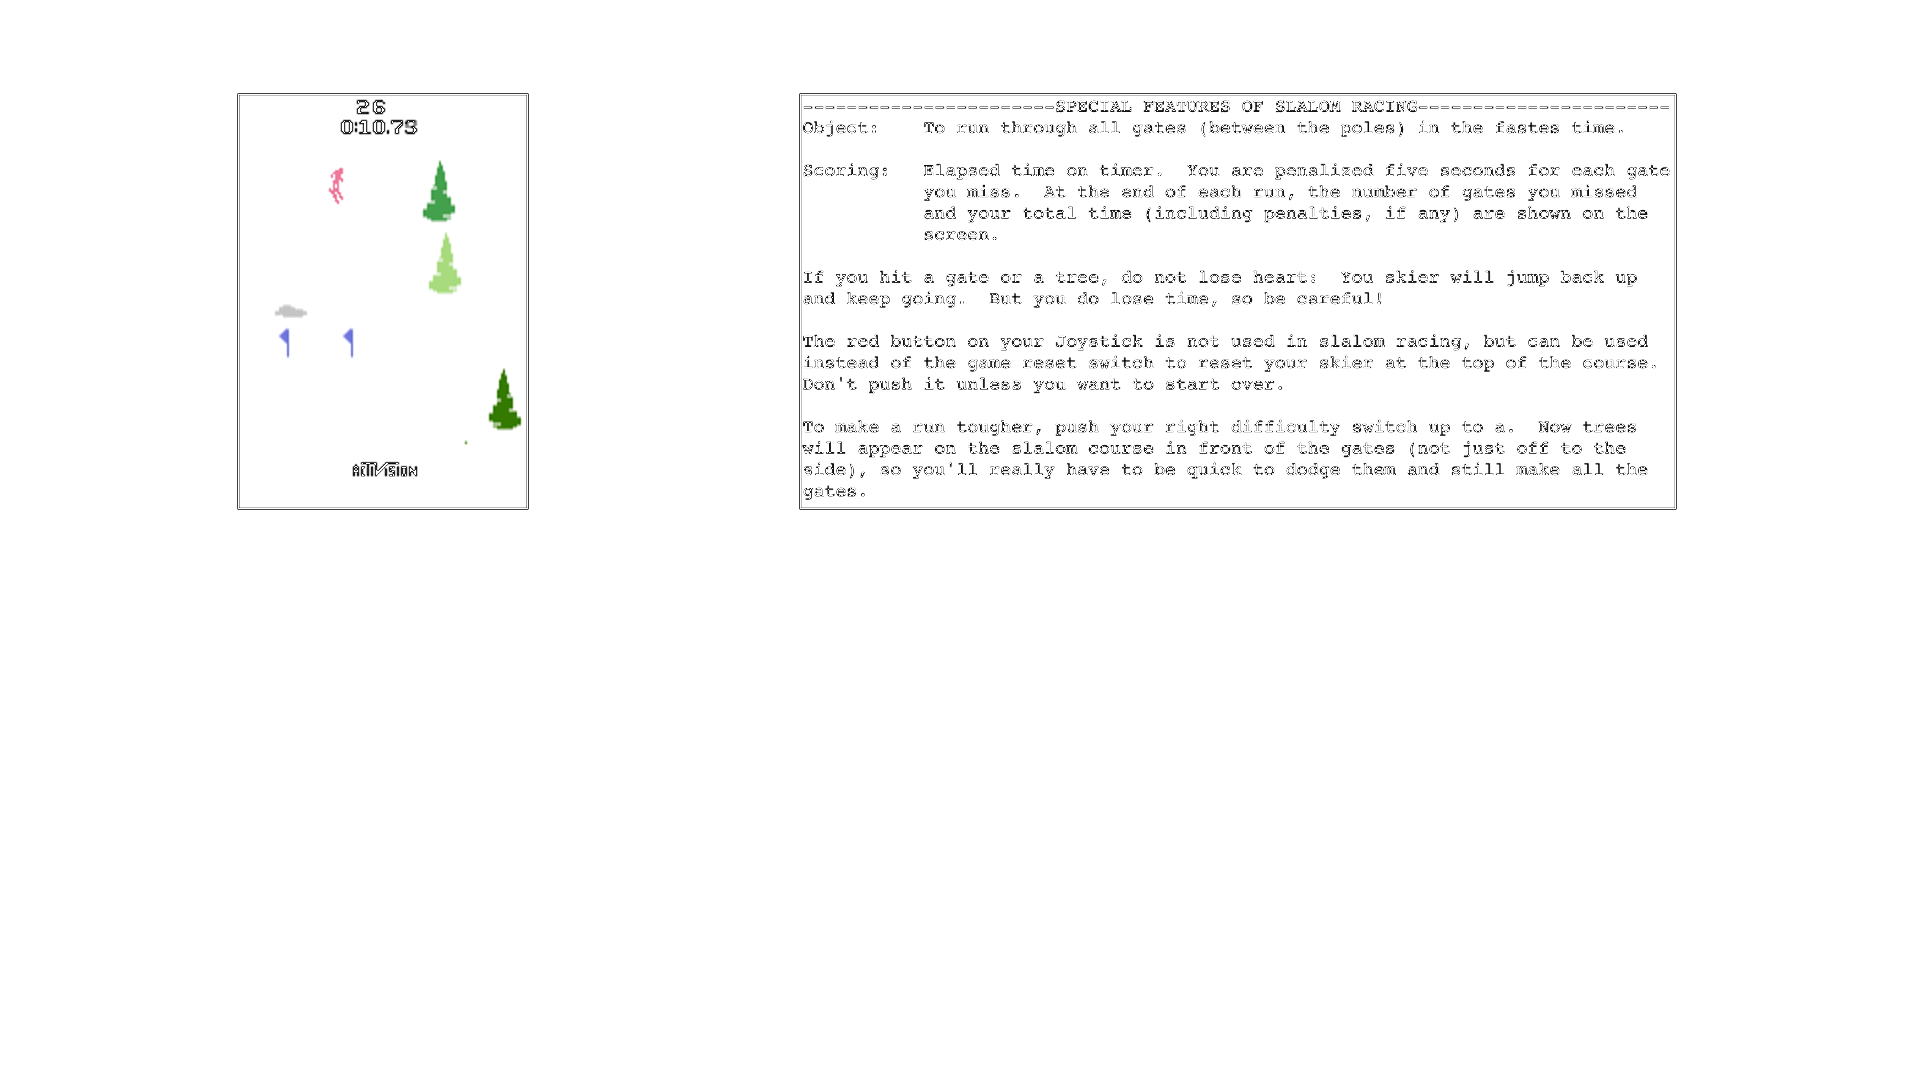 26
0:10.79
ACTIVISION
-----------------------SPECIAL FEATURES OF SLALOM RACING-----------------------
Object: To run through all gates (between the poles) in the fastes time.
Scoring: Elapsed time on timer. You are penalized five seconds for each gate
you miss. At the end of each run, the number of gates you missed
and your total time (including penalties, if any) are shown on the
screen.
If you hit a gate or a tree, do not lose heart: You skier will jump back up
and keep going. But you do lose time, so be careful!
The red button on your Joystick is not used in slalom racing, but can be used
instead of the game reset switch to reset your skier at the top of the course.
Don't push it unless you want to start over.
To make a run tougher, push your right difficulty switch up to a. Now trees
will appear on the slalom course in front of the gates (not just off to the
side), so you'll really have to be quick to dodge them and still make all the
gates.